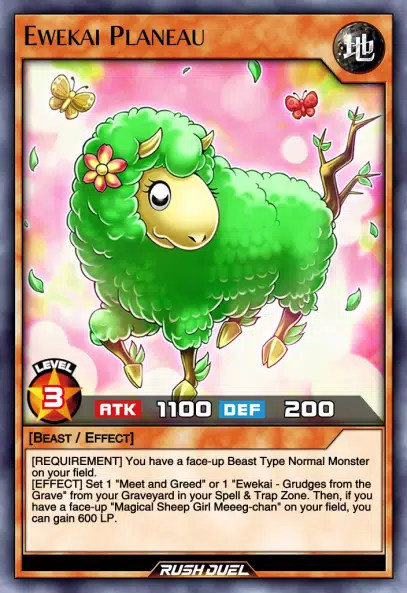 Ewekai Planeau
地
LEVEL
3
ATK 1100 DEF 200
[Beast / Effect]
[REQUIREMENT] You have a face-up Beast Type Normal Monster
on your field.
[EFFECT] Set 1 "Meet and Greed" or 1 "Ewekai - Grudges from the
Grave" from your Graveyard in your Spell & Trap Zone. Then, if you
have a face-up "Magical Sheep Girl Meeeg-chan" on your field, you
can gain 600 LP.
RUSH DUEL